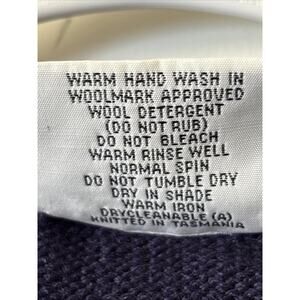 WARM HAND WASH IN
WOOLMARK APPROVED
WOOL DETERGENT
(DO NOT RUB)
DO NOT BLEACH
WARM RINSE WELL
NORMAL SPIN
DO NOT TUMBLE DRY
DRY IN SHADE
WARM IRON
DRYCLEANABLE (A)
KNITTED IN TASMANIA